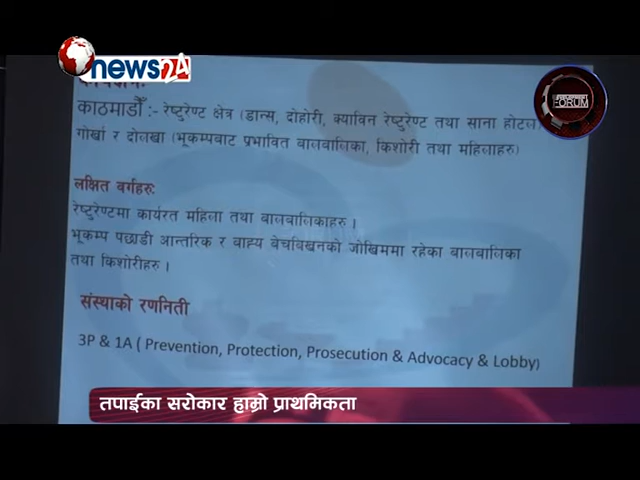 news24
FORUM
काठमाडौँ :- रेष्टुरेण्ट क्षेत्र (डान्स, दोहोरी, क्याविन रेष्टुरेण्ट तथा साना होटल)
गोर्खा र दोलखा (भूकम्पबाट प्रभावित बालबालिका, किशोरी तथा महिलाहरु)
लक्षित वर्गहरु:
रेष्टुरेण्टमा कार्यरत महिला तथा बालबालिकाहरु ।
भूकम्प पछाडी आन्तरिक र बाह्य बेचबिखनको जोखिममा रहेका बालबालिका
तथा किशोरीहरु ।
संस्थाको रणनिती
3P & 1A ( Prevention, Protection, Prosecution & Advocacy & Lobby)
तपाईका सरोकार हाम्रो प्राथमिकता